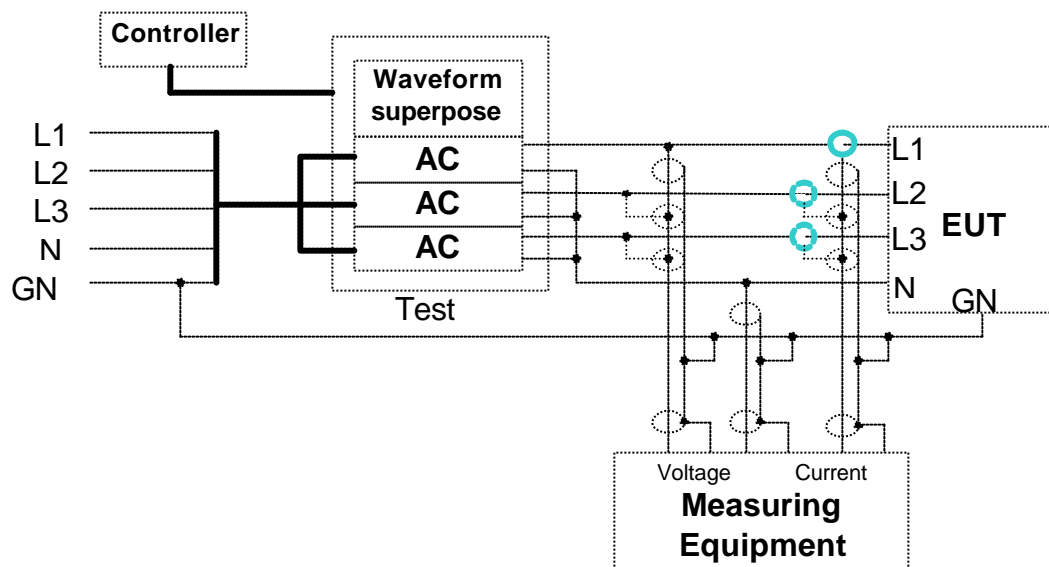 Controller
Waveform
superpose
L1
L2
L3
N
GN
AC
AC
AC
Test
L1
L2
L3
N
EUT
GN
Voltage
Current
Measuring
Equipment